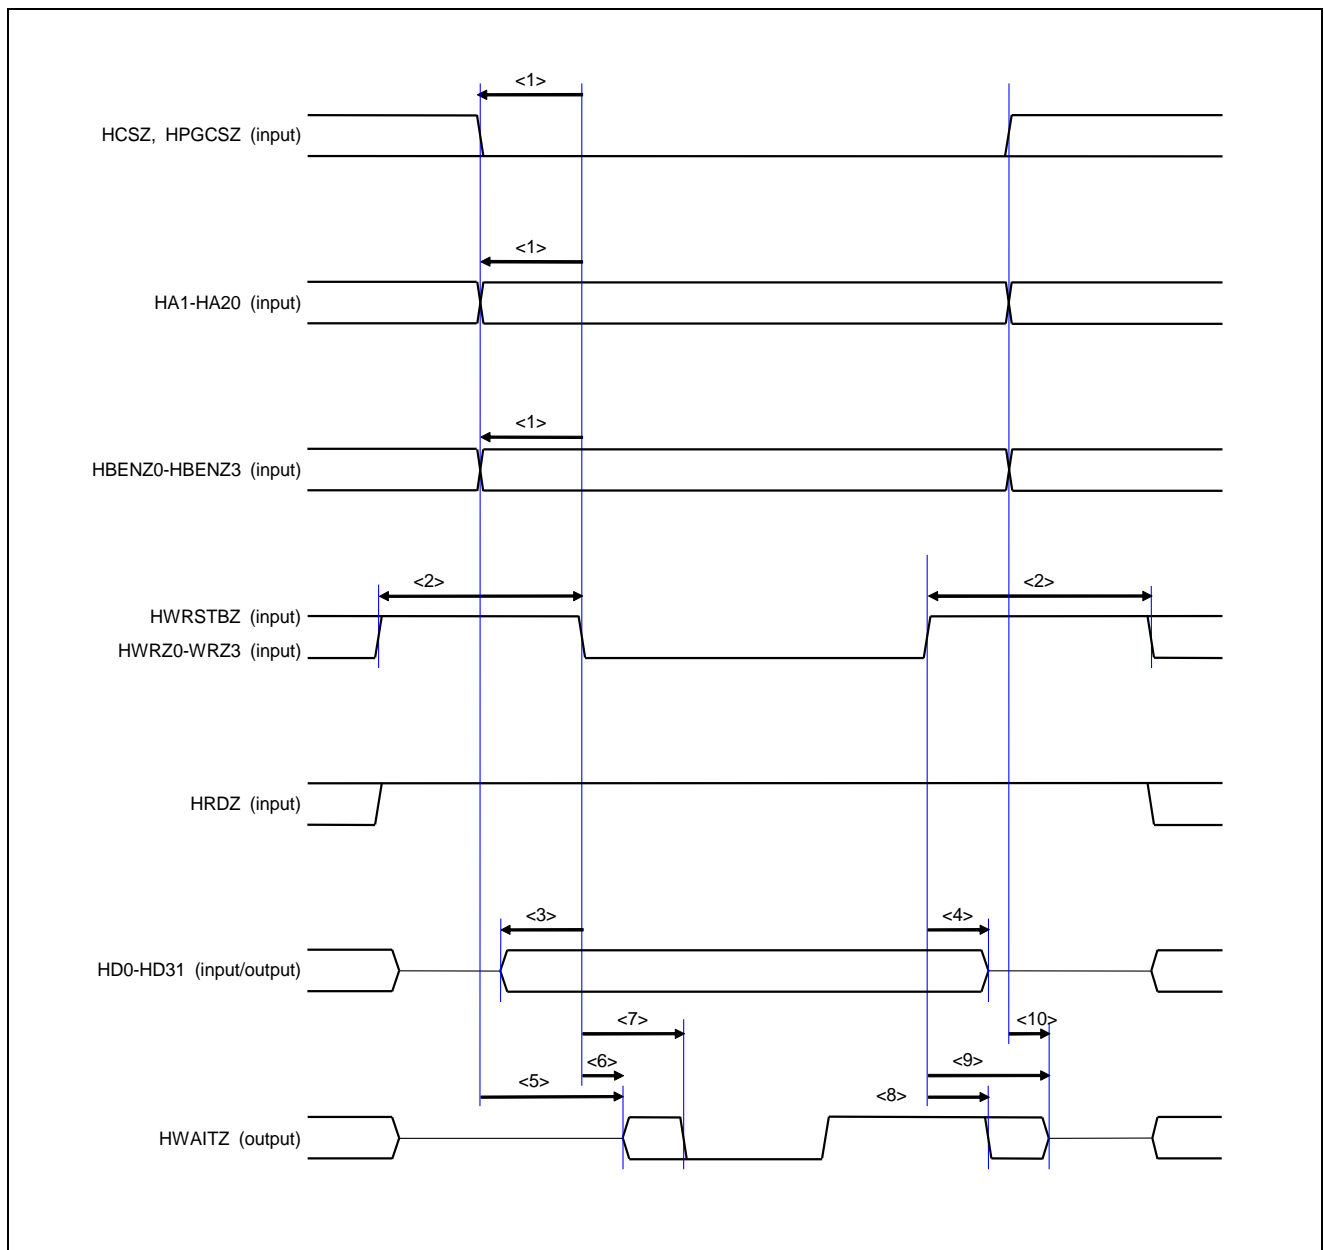 <1>
HCSZ, HPGCSZ (input)
<1>
HA1-HA20 (input)
<1>
HBENZ0-HBENZ3 (input)
<2> <2>
HWRSTBZ (input)
HWRZ0-WRZ3 (input)
HRDZ (input)
<3> <4>
HD0-HD31 (input/output)
<7> <10>
<6> <9>
<5> <8>
HWAITZ (output)